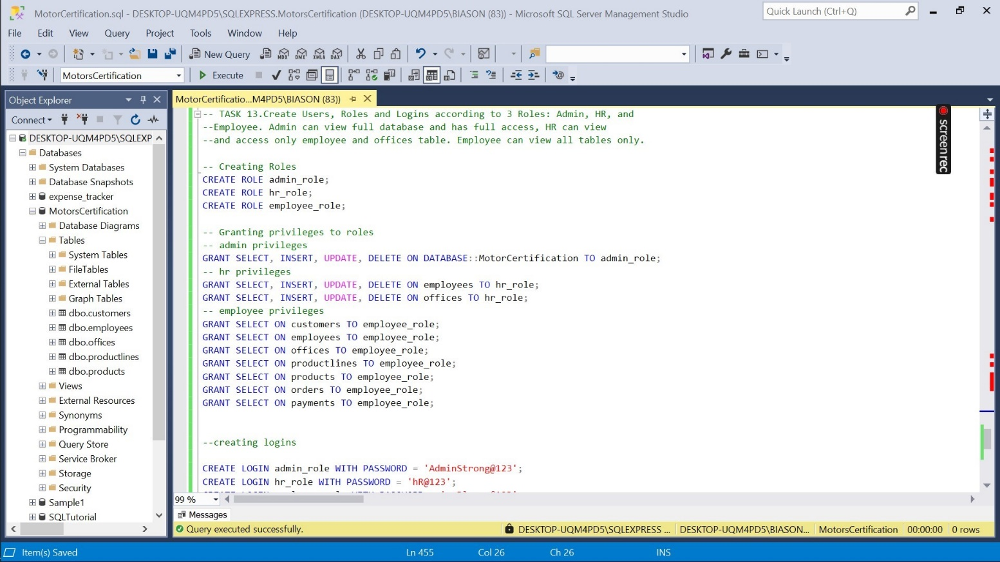 MotorCertification.sql - DESKTOP-UQM4PD5\SQLEXPRESS.MotorsCertification (DESKTOP-UQM4PD5\BIASON (83)) - Microsoft SQL Server Management Studio
Quick Launch (Ctrl+Q)
File Edit View Query Project Tools Window Help
New Query MDX DMX XMLA DAX
MotorsCertification Execute
Object Explorer
Connect
DESKTOP-UQM4PD5\SQLEXP
Databases
System Databases
Database Snapshots
expense_tracker
MotorsCertification
Database Diagrams
Tables
System Tables
FileTables
External Tables
Graph Tables
dbo.customers
dbo.employees
dbo.offices
dbo.productlines
dbo.products
Views
External Resources
Synonyms
Programmability
Query Store
Service Broker
Storage
Security
Sample1
SQLTutorial
MotorCertificatio...M4PD5\BIASON (83))
-- TASK 13.Create Users, Roles and Logins according to 3 Roles: Admin, HR, and
--Employee. Admin can view full database and has full access, HR can view
--and access only employee and offices table. Employee can view all tables only.
-- Creating Roles
CREATE ROLE admin_role;
CREATE ROLE hr_role;
CREATE ROLE employee_role;
-- Granting privileges to roles
-- admin privileges
GRANT SELECT, INSERT, UPDATE, DELETE ON DATABASE::MotorCertification TO admin_role;
-- hr privileges
GRANT SELECT, INSERT, UPDATE, DELETE ON employees TO hr_role;
GRANT SELECT, INSERT, UPDATE, DELETE ON offices TO hr_role;
-- employee privileges
GRANT SELECT ON customers TO employee_role;
GRANT SELECT ON employees TO employee_role;
GRANT SELECT ON offices TO employee_role;
GRANT SELECT ON productlines TO employee_role;
GRANT SELECT ON products TO employee_role;
GRANT SELECT ON orders TO employee_role;
GRANT SELECT ON payments TO employee_role;
--creating logins
CREATE LOGIN admin_role WITH PASSWORD = 'AdminStrong@123';
CREATE LOGIN hr_role WITH PASSWORD = 'hR@123';
screenrec
99 %
Messages
Query executed successfully.
DESKTOP-UQM4PD5\SQLEXPRESS ... DESKTOP-UQM4PD5\BIASON... MotorsCertification 00:00:00 0 rows
Item(s) Saved Ln 455 Col 26 Ch 26 INS